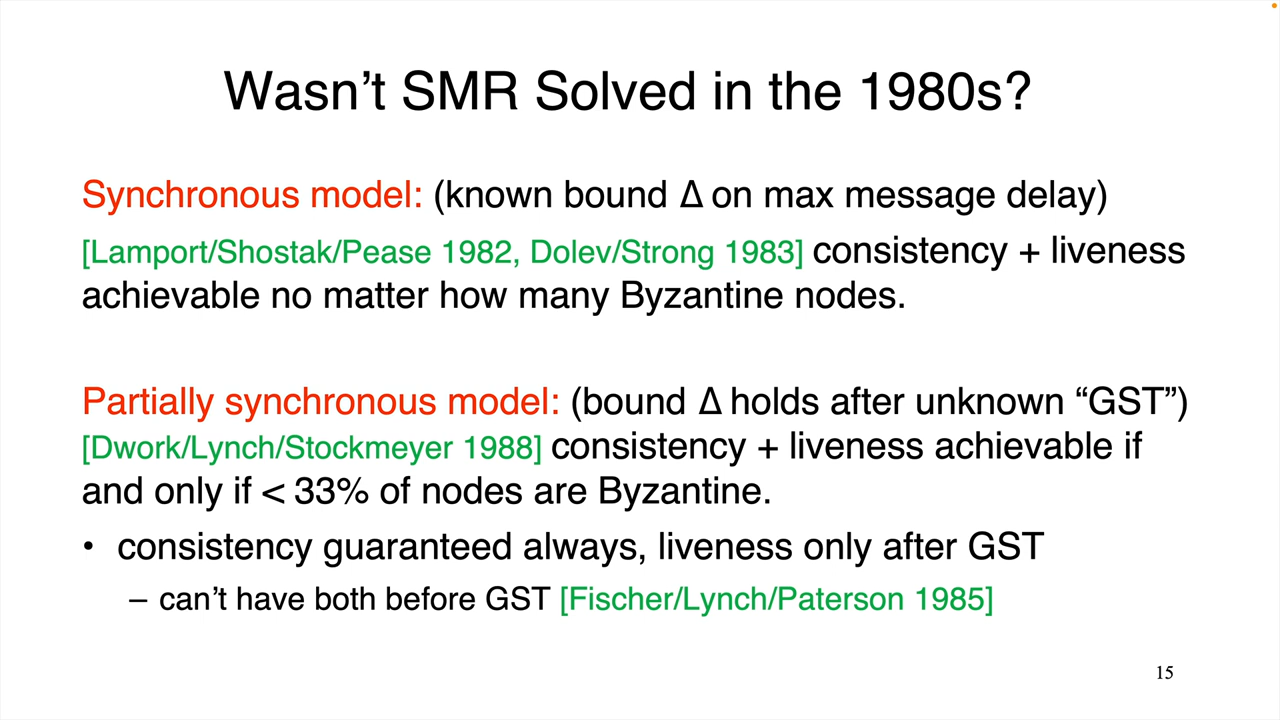 Wasn’t SMR Solved in the 1980s?
Synchronous model: (known bound Δ on max message delay)
[Lamport/Shostak/Pease 1982, Dolev/Strong 1983] consistency + liveness
achievable no matter how many Byzantine nodes.
Partially synchronous model: (bound Δ holds after unknown “GST”)
[Dwork/Lynch/Stockmeyer 1988] consistency + liveness achievable if
and only if < 33% of nodes are Byzantine.
• consistency guaranteed always, liveness only after GST
– can’t have both before GST [Fischer/Lynch/Paterson 1985]
15